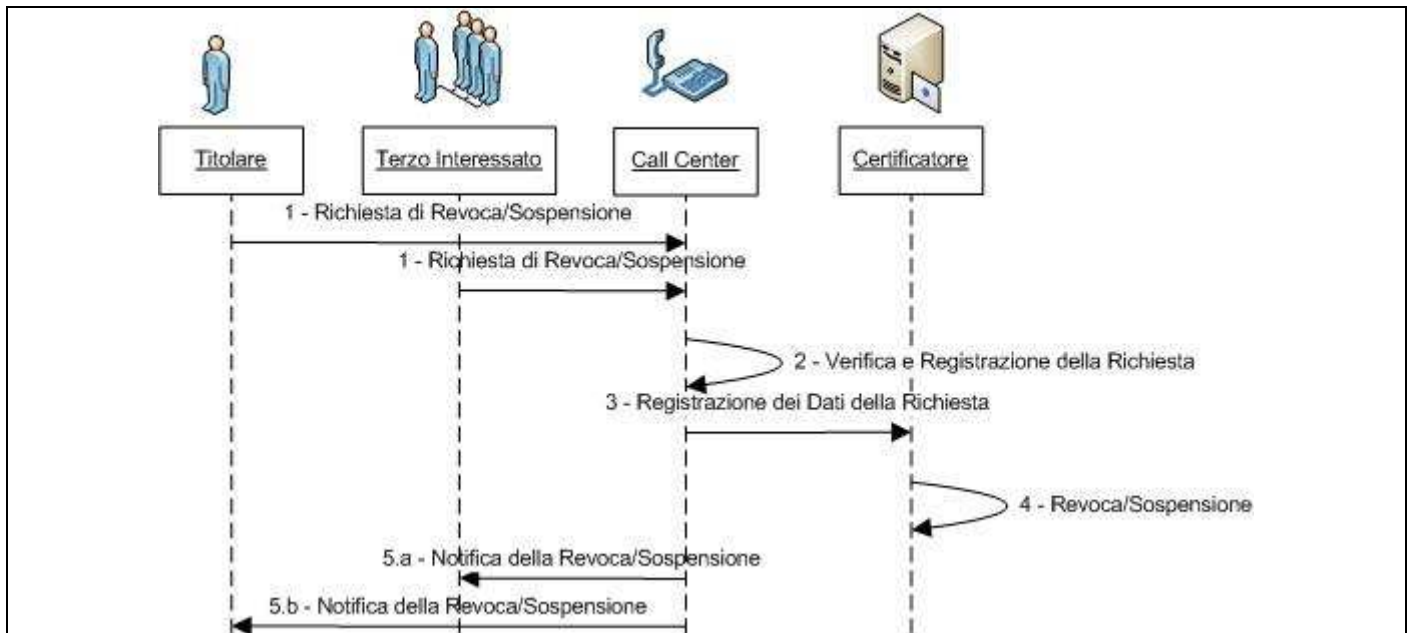 Titolare
Terzo Interessato
Call Center
Certificatore
1 - Richiesta di Revoca/Sospensione
1 - Richiesta di Revoca/Sospensione
2 - Verifica e Registrazione della Richiesta
3 - Registrazione dei Dati della Richiesta
4 - Revoca/Sospensione
5.a - Notifica della Revoca/Sospensione
5.b - Notifica della Revoca/Sospensione